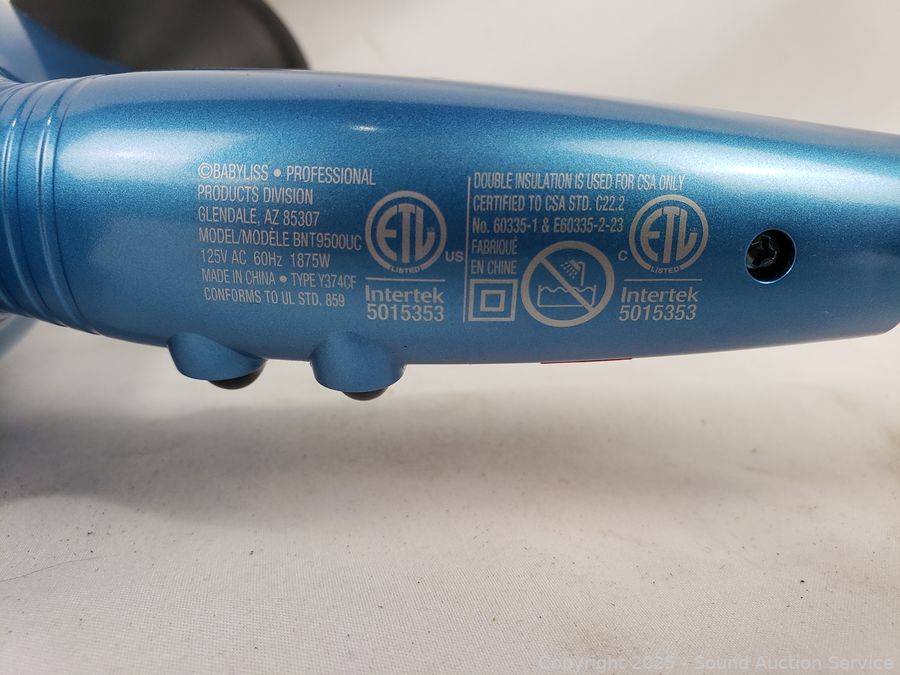 ©BABYLISS • PROFESSIONAL
PRODUCTS DIVISION
GLENDALE, AZ 85307
MODEL/MODÈLE BNT9500UC
125V AC 60Hz 1875W
MADE IN CHINA • TYPE Y374CF
CONFORMS TO UL STD. 859
ETL
LISTED
US
Intertek
5015353
DOUBLE INSULATION IS USED FOR CSA ONLY
CERTIFIED TO CSA STD. C22.2
No. 60335-1 & E60335-2-23
FABRIQUÉ
EN CHINE
C
ETL
LISTED
Intertek
5015353
Copyright 2025 - Sound Auction Service